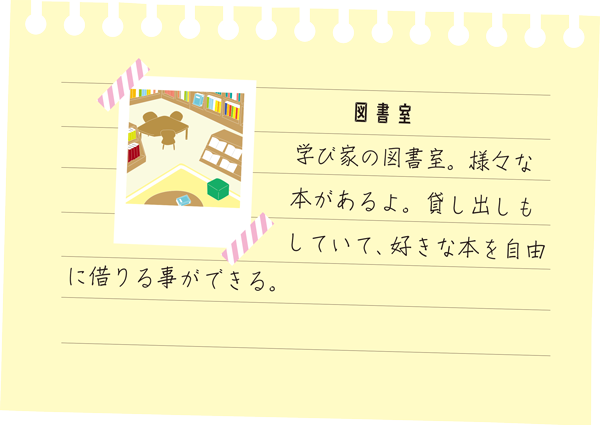 図書室
学び家の図書室。様々な
本があるよ。貸し出しも
していて、好きな本を自由
に借りる事ができる。